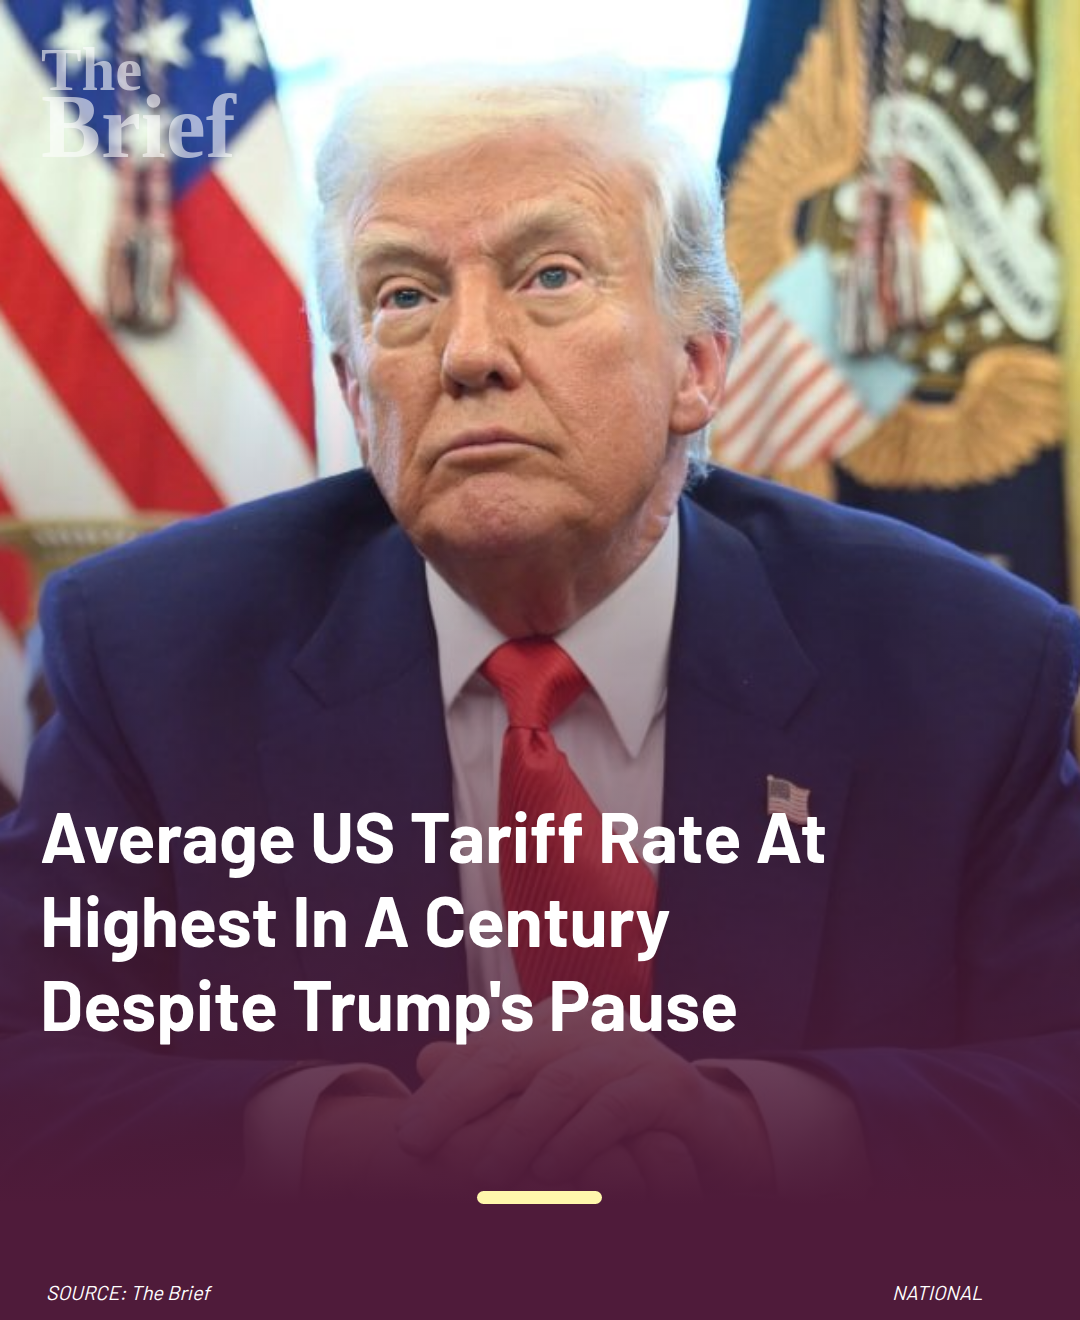 The
Brief
Average US Tariff Rate At
Highest In A Century
Despite Trump's Pause
SOURCE: The Brief
NATIONAL